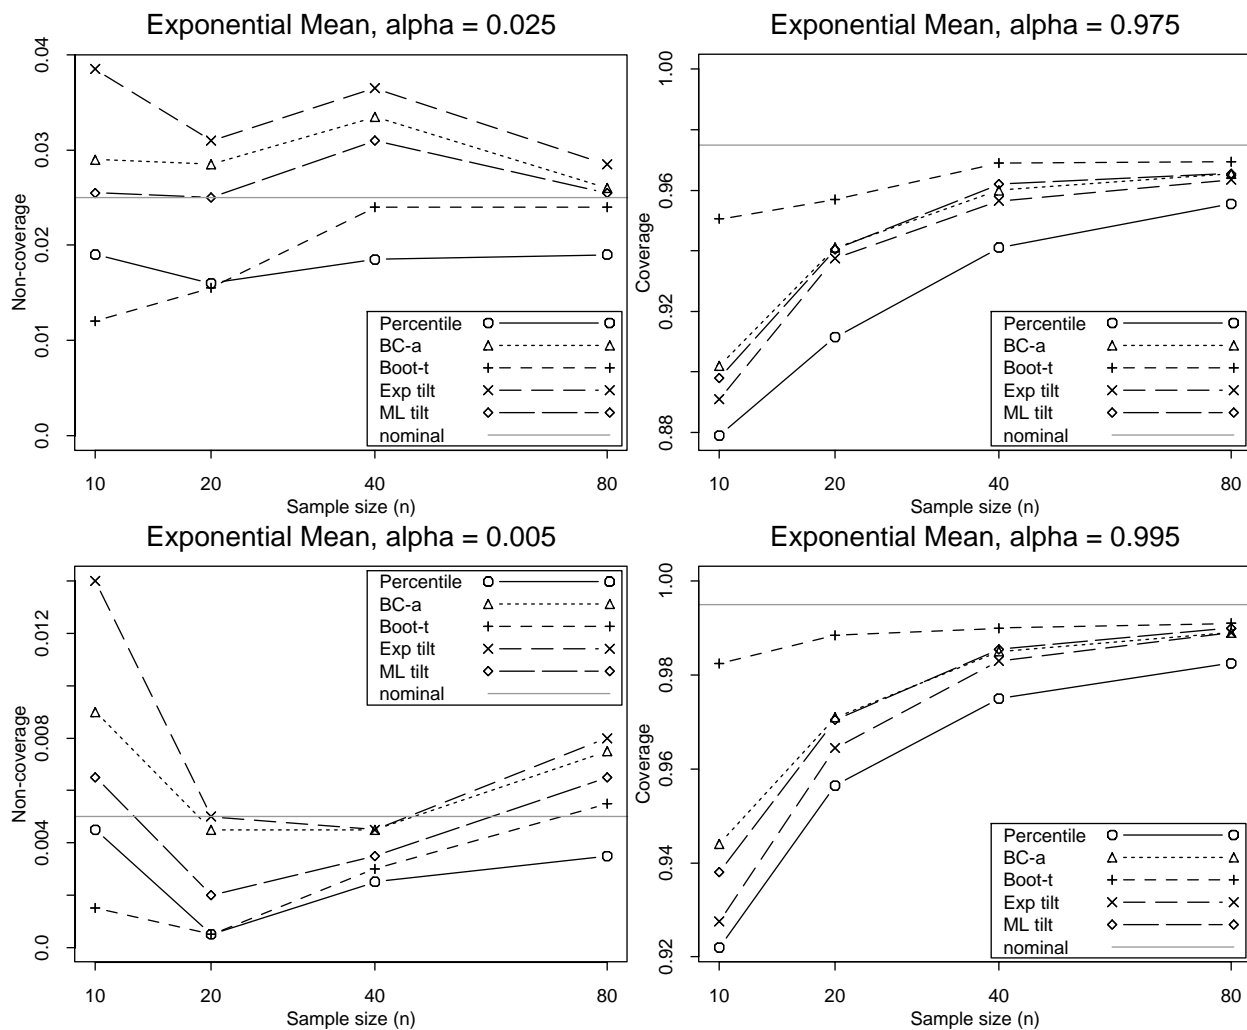 Exponential Mean, alpha = 0.025
Non-coverage
0.04
0.03
0.02
0.01
0.0
Percentile
BC-a
Boot-t
Exp tilt
ML tilt
nominal
10 20 40 80
Sample size (n)
Exponential Mean, alpha = 0.975
Coverage
1.00
0.96
0.92
0.88
Percentile
BC-a
Boot-t
Exp tilt
ML tilt
nominal
10 20 40 80
Sample size (n)
Exponential Mean, alpha = 0.005
Non-coverage
0.012
0.008
0.004
0.0
Percentile
BC-a
Boot-t
Exp tilt
ML tilt
nominal
10 20 40 80
Sample size (n)
Exponential Mean, alpha = 0.995
Coverage
1.00
0.98
0.96
0.94
0.92
Percentile
BC-a
Boot-t
Exp tilt
ML tilt
nominal
10 20 40 80
Sample size (n)